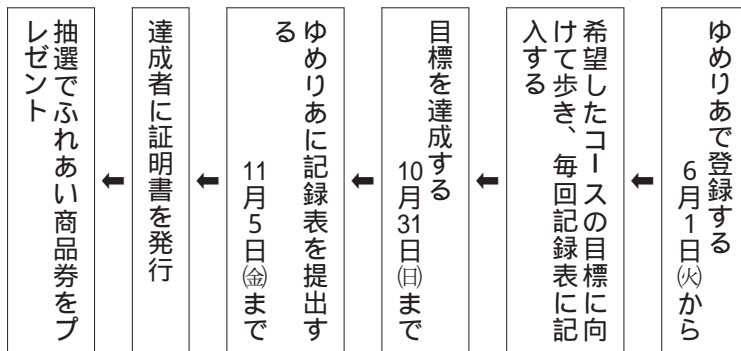 ゆめりあで登録する
6月1日㈫から
⬅
希望したコースの目標に向
けて歩き、毎回記録表に記
入する
⬅
目標を達成する
10月31日㈰まで
⬅
ゆめりあに記録表を提出す
る
11月5日㈮まで
⬅
達成者に証明書を発行
⬅
抽選でふれあい商品券をプ
レゼント